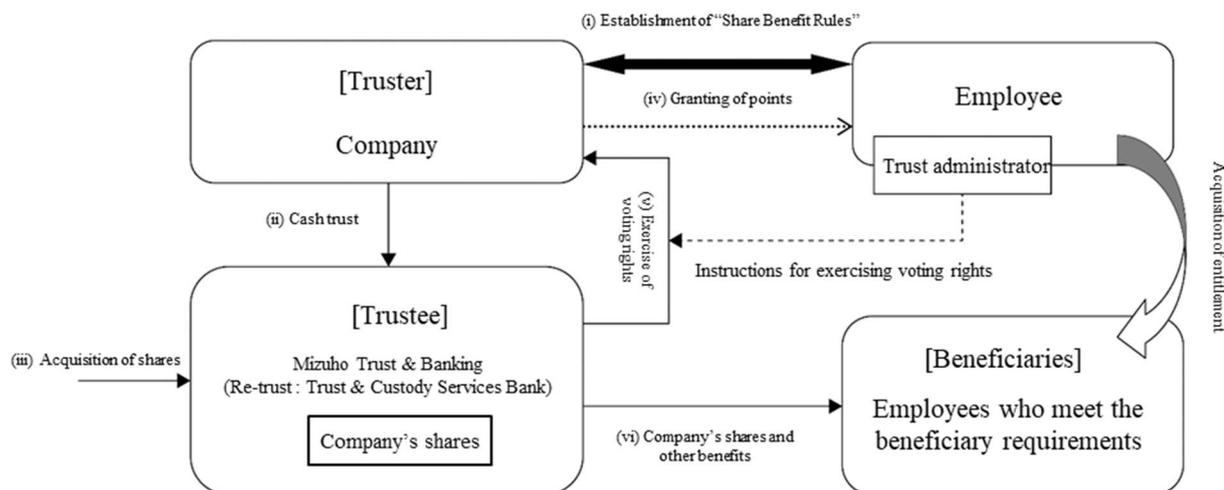 (i) Establishment of “Share Benefit Rules”
[Truster]
Company
(iv) Granting of points
Employee
Trust administrator
(ii) Cash trust
(v) Exercise of
voting rights
Instructions for exercising voting rights
Acquisition of entitlement
(iii) Acquisition of shares
[Trustee]
Mizuho Trust & Banking
(Re-trust : Trust & Custody Services Bank)
Company’s shares
(vi) Company’s shares and
other benefits
[Beneficiaries]
Employees who meet the
beneficiary requirements